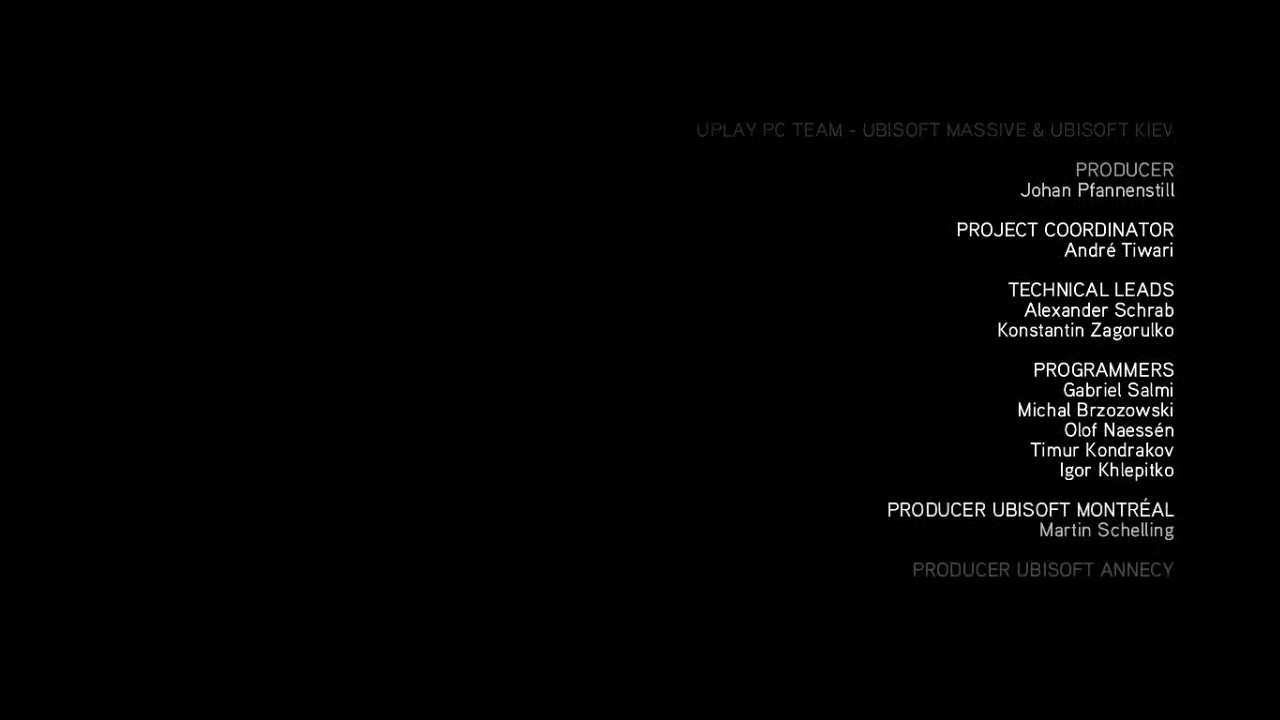 UPLAY PC TEAM - UBISOFT MASSIVE & UBISOFT KIEV
PRODUCER
Johan Pfannenstill
PROJECT COORDINATOR
André Tiwari
TECHNICAL LEADS
Alexander Schrab
Konstantin Zagorulko
PROGRAMMERS
Gabriel Salmi
Michal Brzozowski
Olof Naessén
Timur Kondrakov
Igor Khlepitko
PRODUCER UBISOFT MONTRÉAL
Martin Schelling
PRODUCER UBISOFT ANNECY